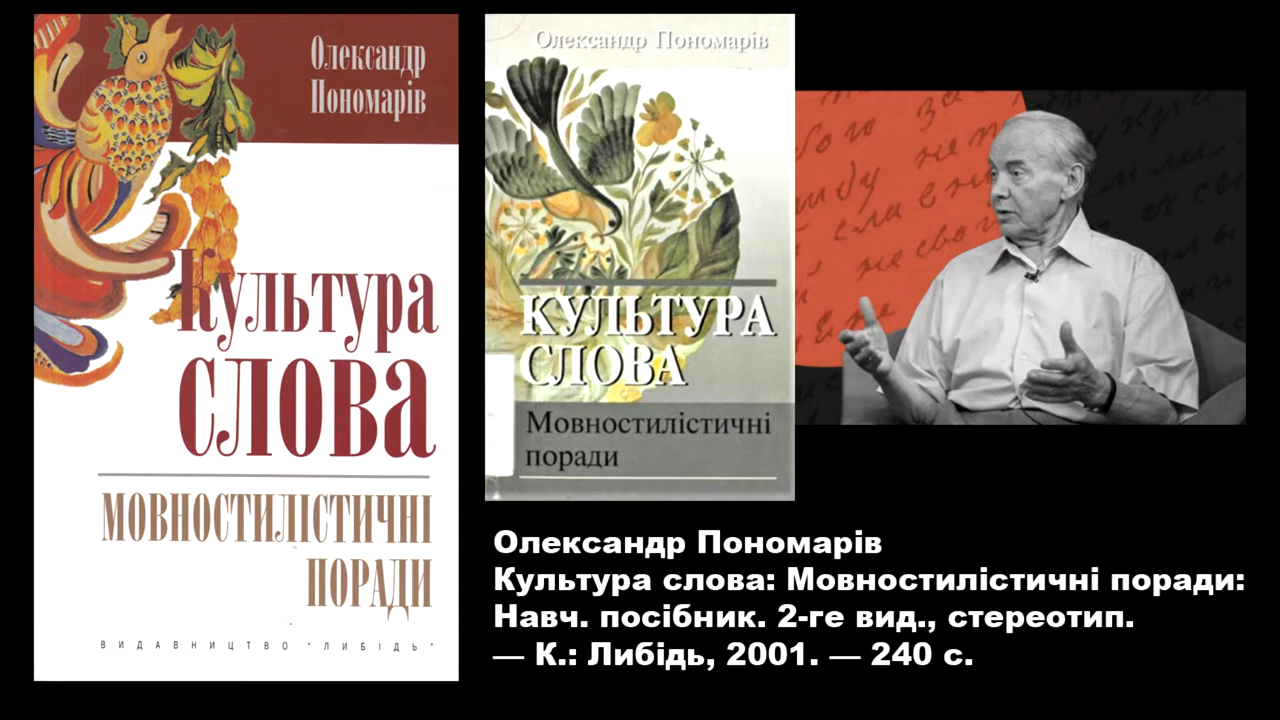 Олександр
Пономарів
Культура
слова
МОВНОСТИЛІСТИЧНІ
ПОРАДИ
ВИДАВНИЦТВО "ЛИБІДЬ"
Олександр Пономарів
КУЛЬТУРА
СЛОВА
Мовностилістичні
поради
Олександр Пономарів
Культура слова: Мовностилістичні поради:
Навч. посібник. 2-ге вид., стереотип.
— К.: Либідь, 2001. — 240 с.